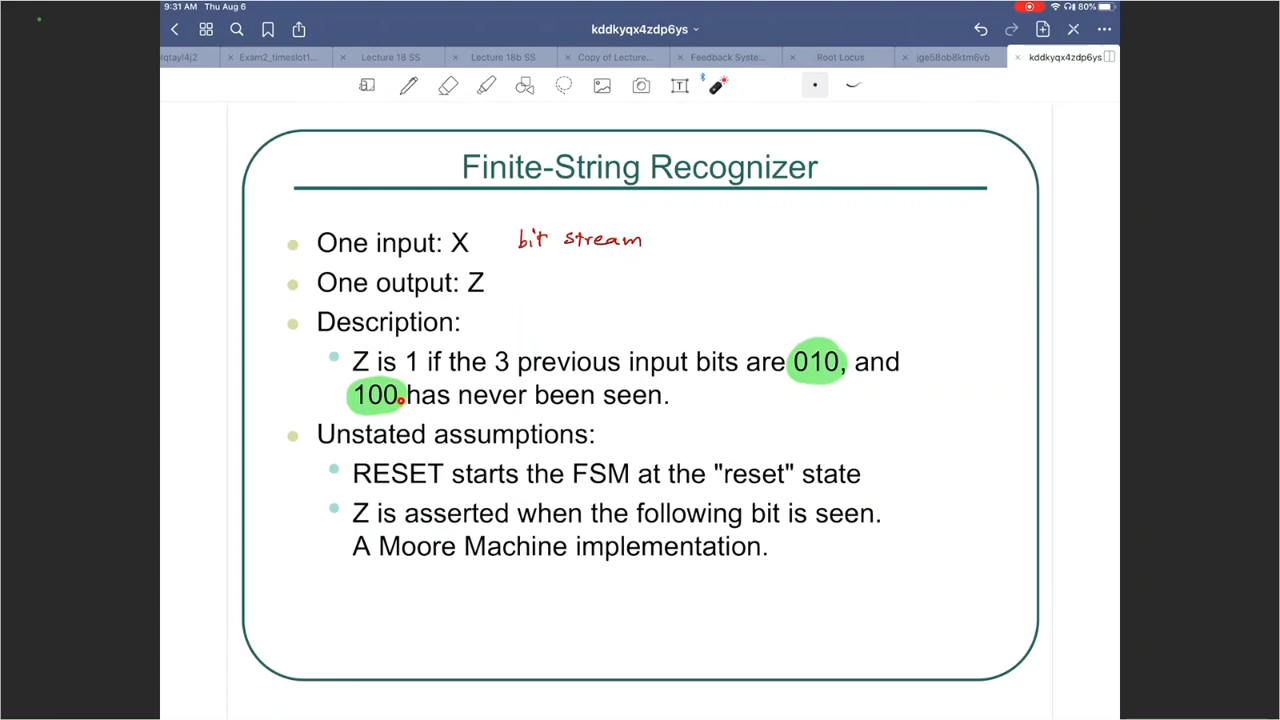 9:31 AM Thu Aug 6
80%
kddkyqx4zdp6ys
Exam2_timeslot1...
Lecture 18 SS
Lecture 18b SS
Copy of Lecture...
Feedback Syste...
Root Locus
jge58ob8ktm6vb
kddkyqx4zdp6ys
T
Finite-String Recognizer
One input: X bit stream
One output: Z
Description:
Z is 1 if the 3 previous input bits are 010, and
100 has never been seen.
Unstated assumptions:
RESET starts the FSM at the "reset" state
Z is asserted when the following bit is seen.
A Moore Machine implementation.